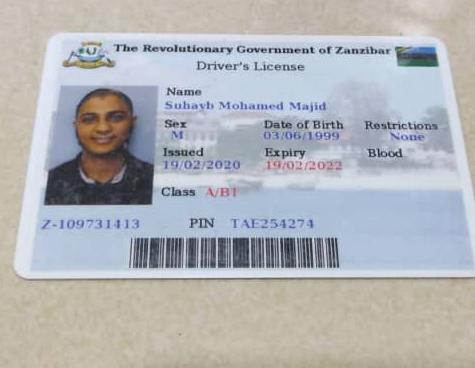 The Revolutionary Government of Zanzibar
Driver's License
Name
Suhayb Mohamed Majid
Sex Date of Birth Restrictions
M 03/06/1999 None
Issued Expiry Blood
19/02/2020 19/02/2022
Class A/B1
Z-109731413 PIN TAE254274